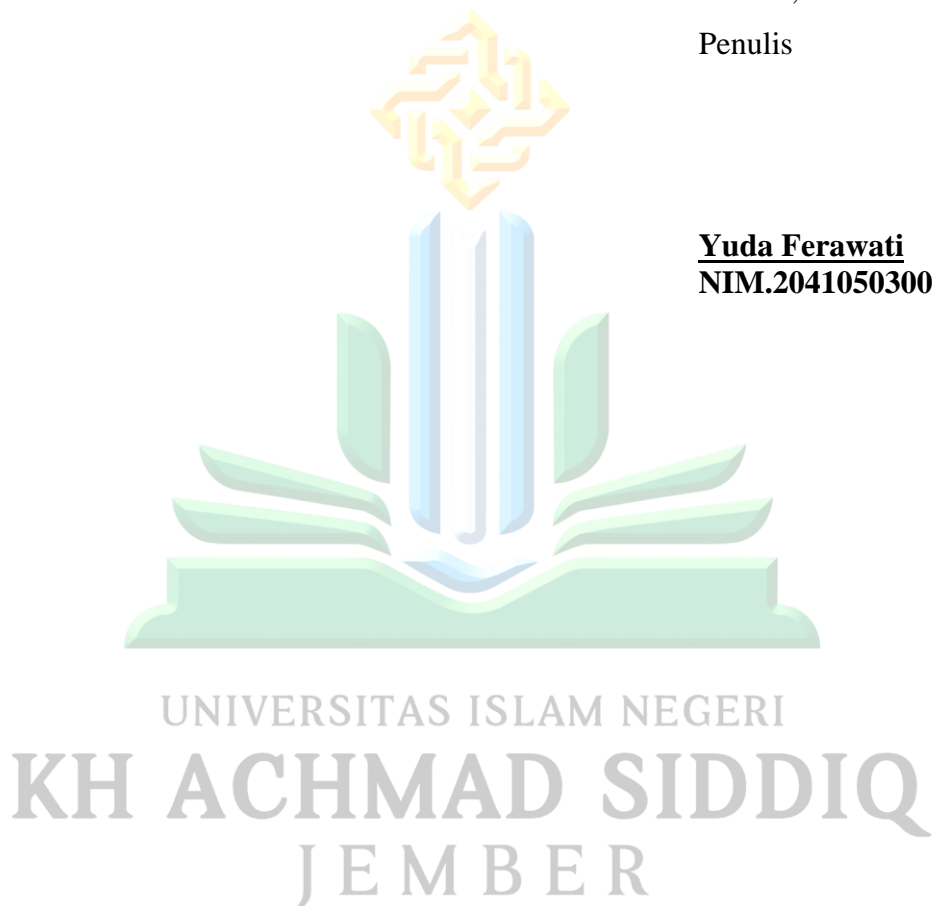 Penulis
Yuda Ferawati
NIM.2041050300
UNIVERSITAS ISLAM NEGERI
KH ACHMAD SIDDIQ
JEMBER